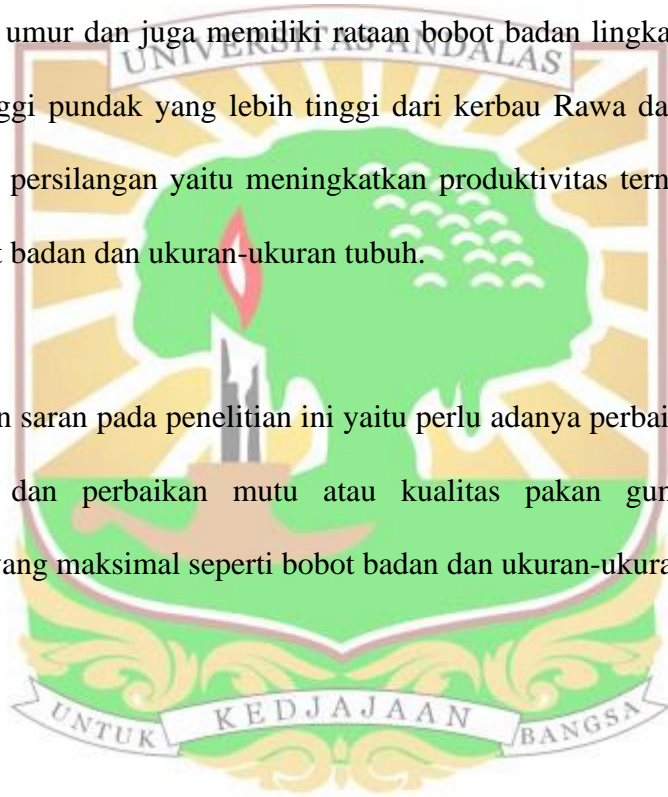 umur dan juga memiliki rataan bobot badan lingka
UNIVERSITAS ANDALAS
ggi pundak yang lebih tinggi dari kerbau Rawa da
persilangan yaitu meningkatkan produktivitas tern
t badan dan ukuran-ukuran tubuh.
n saran pada penelitian ini yaitu perlu adanya perbai
dan perbaikan mutu atau kualitas pakan gun
yang maksimal seperti bobot badan dan ukuran-ukura
UNTUK KEDJAJAAN BANGSA